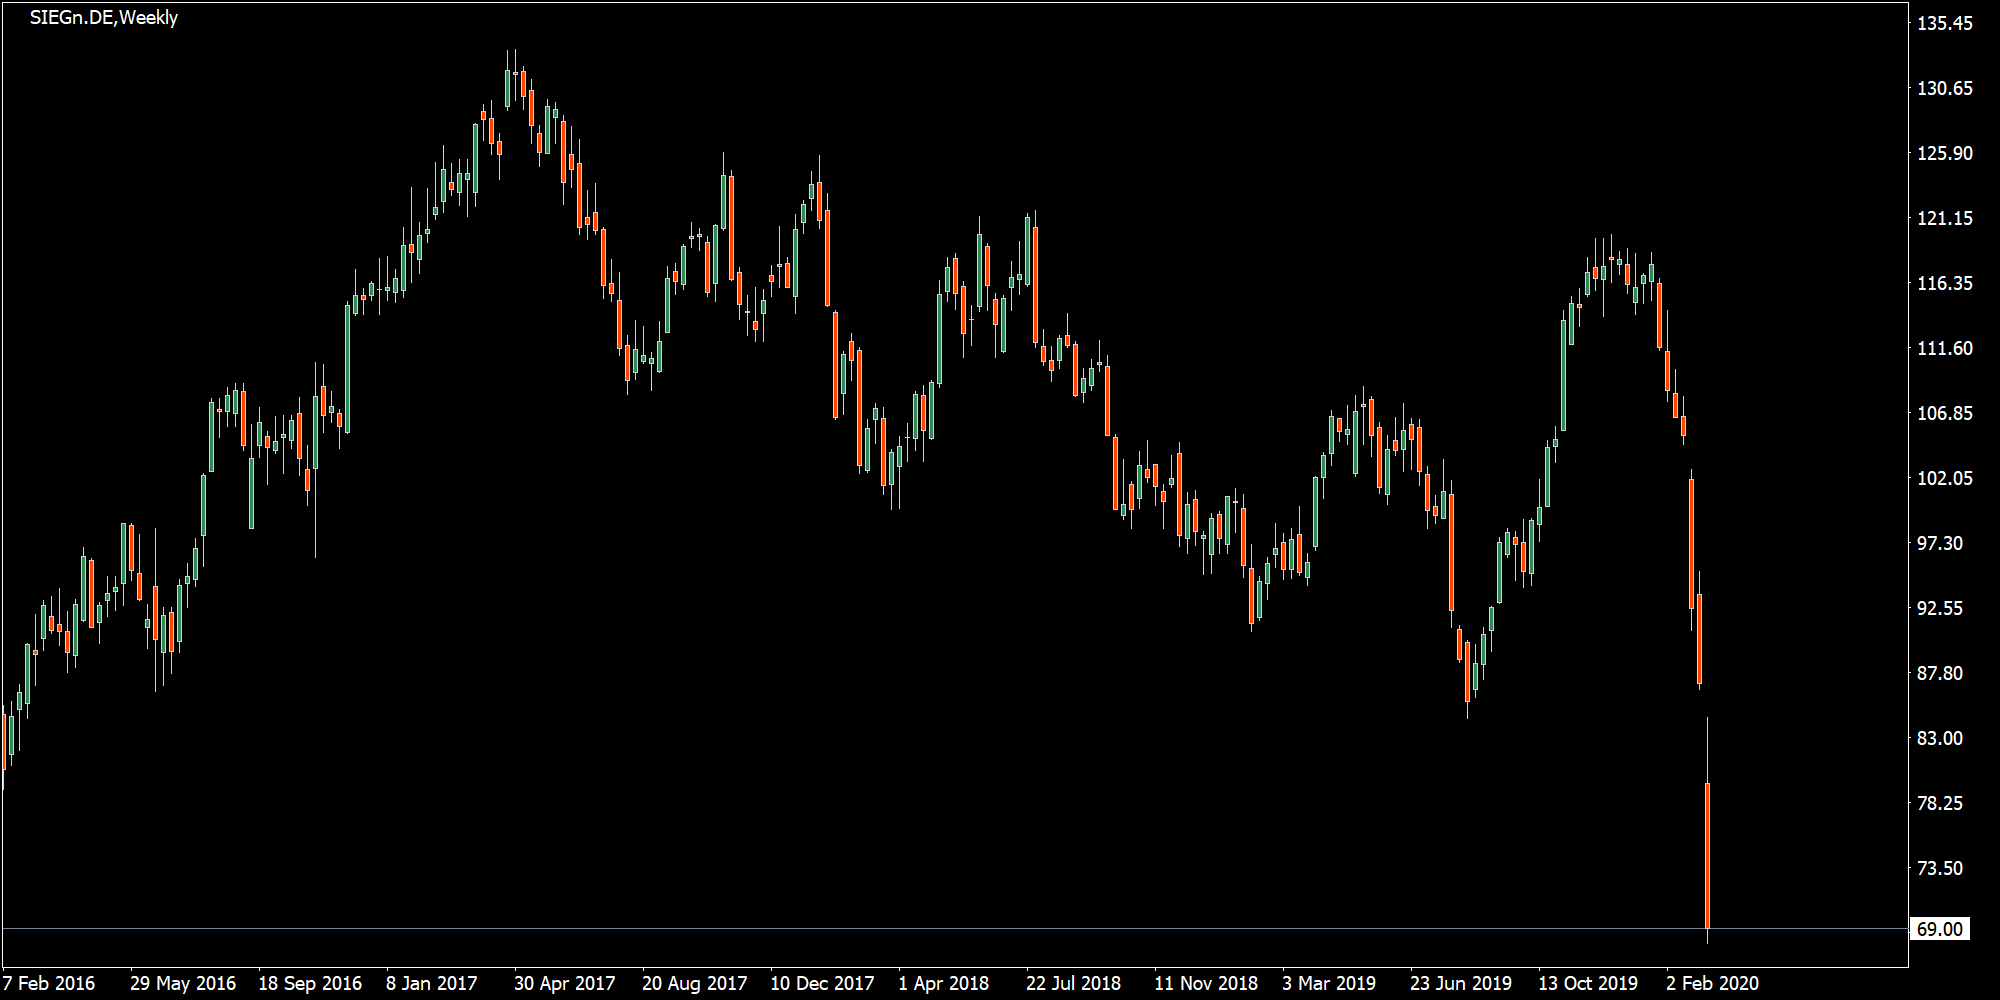 SIEGn.DE,Weekly
135.45
130.65
125.90
121.15
116.35
111.60
106.85
102.05
97.30
92.55
87.80
83.00
78.25
73.50
69.00
7 Feb 2016
29 May 2016
18 Sep 2016
8 Jan 2017
30 Apr 2017
20 Aug 2017
10 Dec 2017
1 Apr 2018
22 Jul 2018
11 Nov 2018
3 Mar 2019
23 Jun 2019
13 Oct 2019
2 Feb 2020